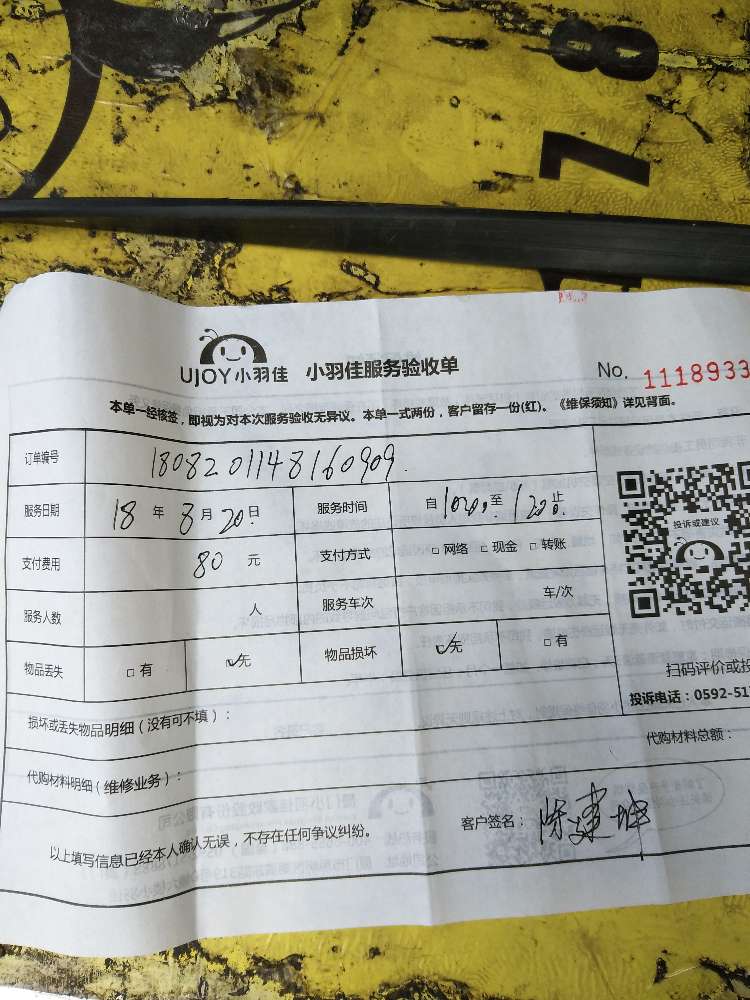 8
7
UJOY小羽佳 小羽佳服务验收单 No. 1118933
本单一经核签，即视为对本次服务验收无异议。本单一式两份，客户留存一份(红)。《维保须知》详见背面。
订单编号 1808201148160909
服务日期 18 年 8 月 20 日 服务时间 自 1020 至 1200 止
支付费用 80 元 支付方式 □ 网络 □ 现金 □ 转账
服务人数 人 服务车次 车/次
物品丢失 □ 有 ☑无 物品损坏 ☑无 □ 有
投诉或建议
扫码评价或投
投诉电话：0592-51
损坏或丢失物品明细（没有可不填）：
代购材料明细（维修业务）： 代购材料总额：
以上填写信息已经本人确认无误，不存在任何争议纠纷。 客户签名： 陈建坤